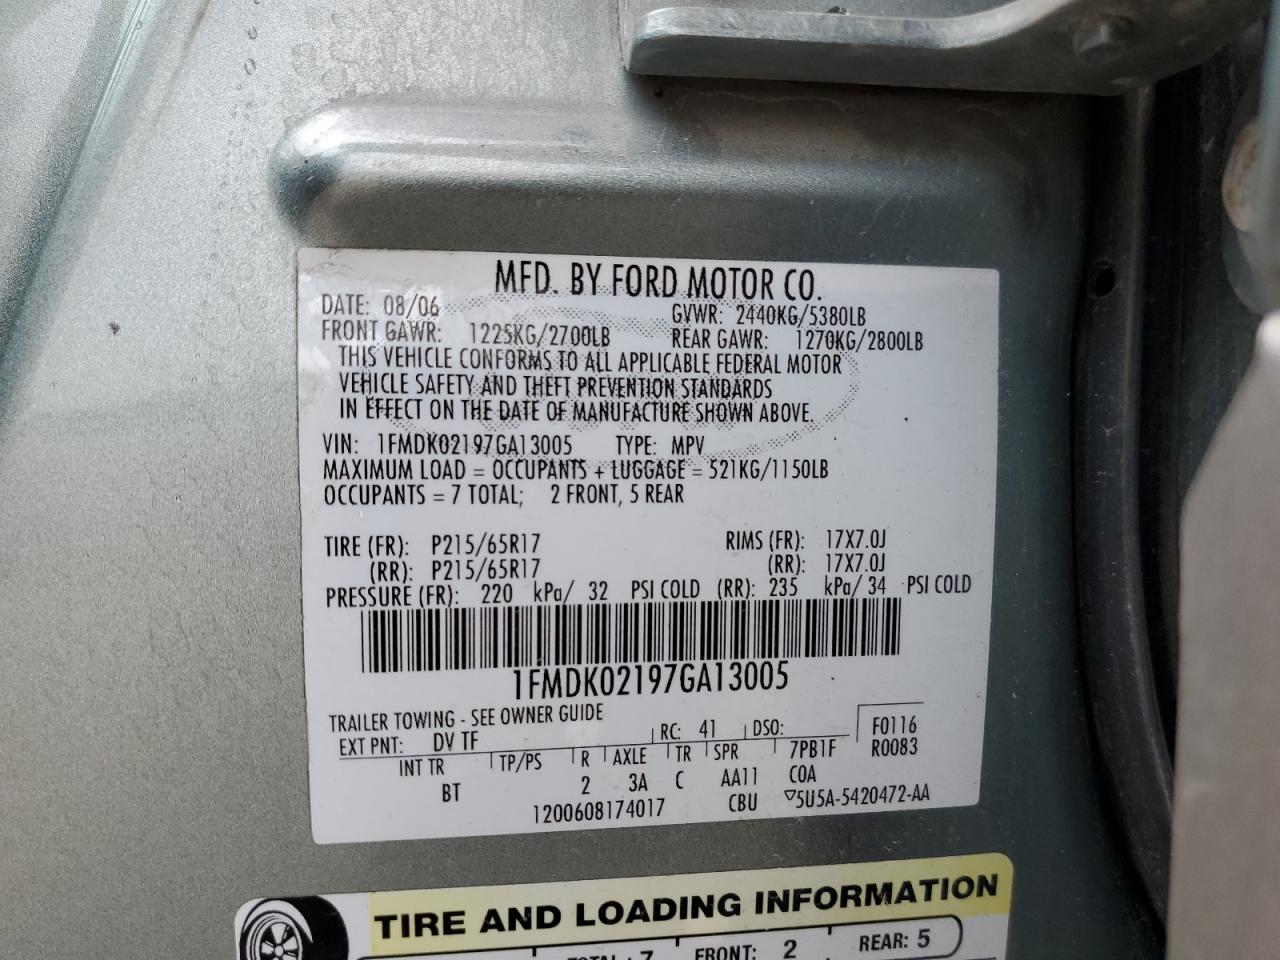 MFD. BY FORD MOTOR CO.
DATE: 08/06 GVWR: 2440KG/5380LB
FRONT GAWR: 1225KG/2700LB REAR GAWR: 1270KG/2800LB
THIS VEHICLE CONFORMS TO ALL APPLICABLE FEDERAL MOTOR
VEHICLE SAFETY AND THEFT PREVENTION STANDARDS
IN EFFECT ON THE DATE OF MANUFACTURE SHOWN ABOVE.
VIN: 1FMDK02197GA13005 TYPE: MPV
MAXIMUM LOAD = OCCUPANTS + LUGGAGE = 521KG/1150LB
OCCUPANTS = 7 TOTAL; 2 FRONT, 5 REAR
TIRE (FR): P215/65R17 RIMS (FR): 17X7.0J
(RR): P215/65R17 (RR): 17X7.0J
PRESSURE (FR): 220 kPa/ 32 PSI COLD (RR): 235 kPa/ 34 PSI COLD
1FMDK02197GA13005
TRAILER TOWING - SEE OWNER GUIDE
EXT PNT: DV TF RC: 41 DSO: F0116
INT TR TP/PS R AXLE TR SPR 7PB1F R0083
BT 2 3A C AA11 COA
1200608174017 CBU ▽5U5A-5420472-AA
TIRE AND LOADING INFORMATION
TOTAL: 7 FRONT: 2 REAR: 5